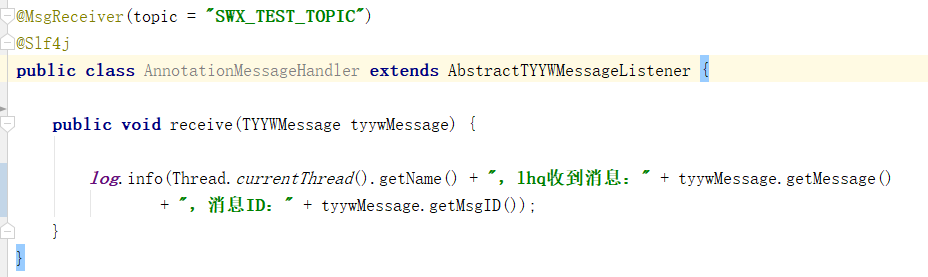 @MsgReceiver(topic = "SWX_TEST_TOPIC")
@Slf4j
public class AnnotationMessageHandler extends AbstractTYYWMessageListener {
public void receive(TYYWMessage tyywMessage) {
log.info(Thread.currentThread().getName() + ", lhq收到消息：" + tyywMessage.getMessage()
+ ", 消息ID：" + tyywMessage.getMsgID());
}
}